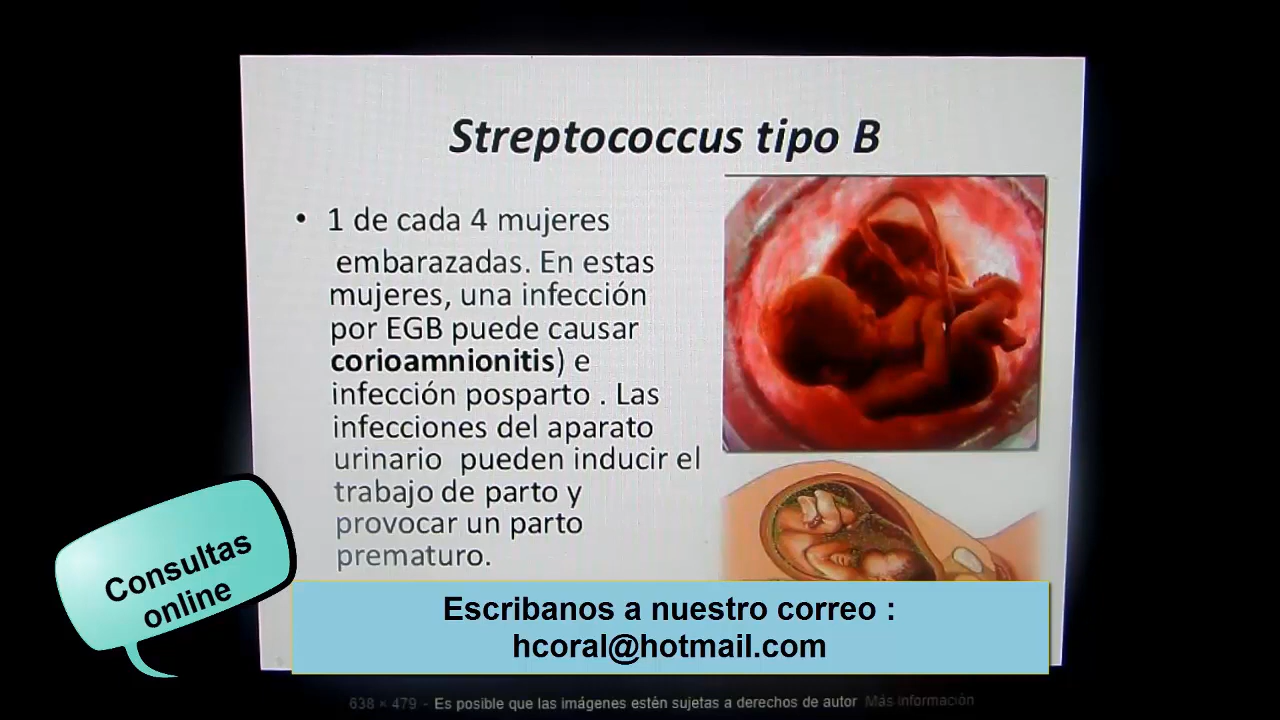 Streptococcus tipo B
• 1 de cada 4 mujeres
embarazadas. En estas
mujeres, una infección
por EGB puede causar
corioamnionitis) e
infección posparto . Las
infecciones del aparato
urinario pueden inducir el
trabajo de parto y
provocar un parto
prematuro.
Consultas
online
Escribanos a nuestro correo :
hcoral@hotmail.com
638 × 479 - Es posible que las imágenes estén sujetas a derechos de autor Más información